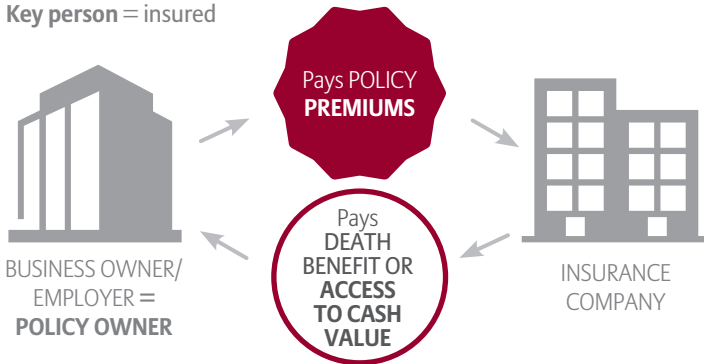 Key person = insured
Pays POLICY
PREMIUMS
Pays
DEATH
BENEFIT OR
ACCESS
TO CASH
VALUE
BUSINESS OWNER/
EMPLOYER =
POLICY OWNER
INSURANCE
COMPANY